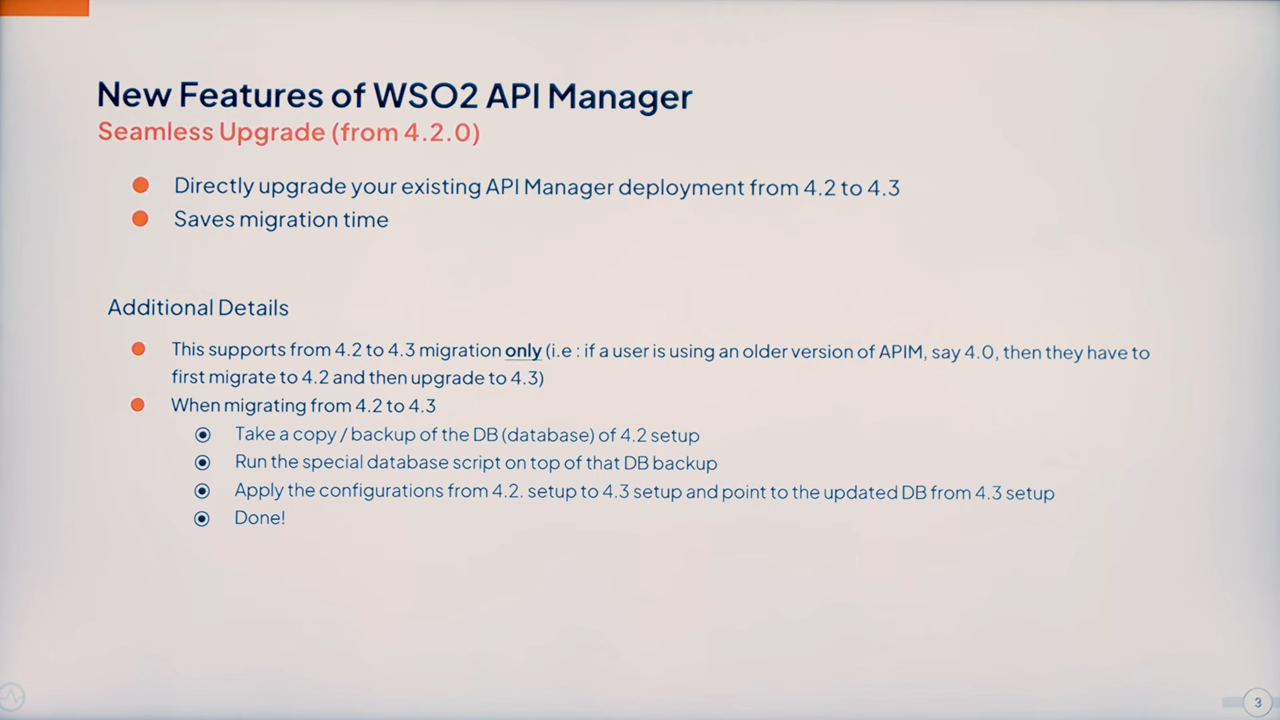 New Features of WSO2 API Manager
Seamless Upgrade (from 4.2.0)
Directly upgrade your existing API Manager deployment from 4.2 to 4.3
Saves migration time
Additional Details
This supports from 4.2 to 4.3 migration only (i.e : if a user is using an older version of APIM, say 4.0, then they have to
first migrate to 4.2 and then upgrade to 4.3)
When migrating from 4.2 to 4.3
Take a copy / backup of the DB (database) of 4.2 setup
Run the special database script on top of that DB backup
Apply the configurations from 4.2. setup to 4.3 setup and point to the updated DB from 4.3 setup
Done!
3